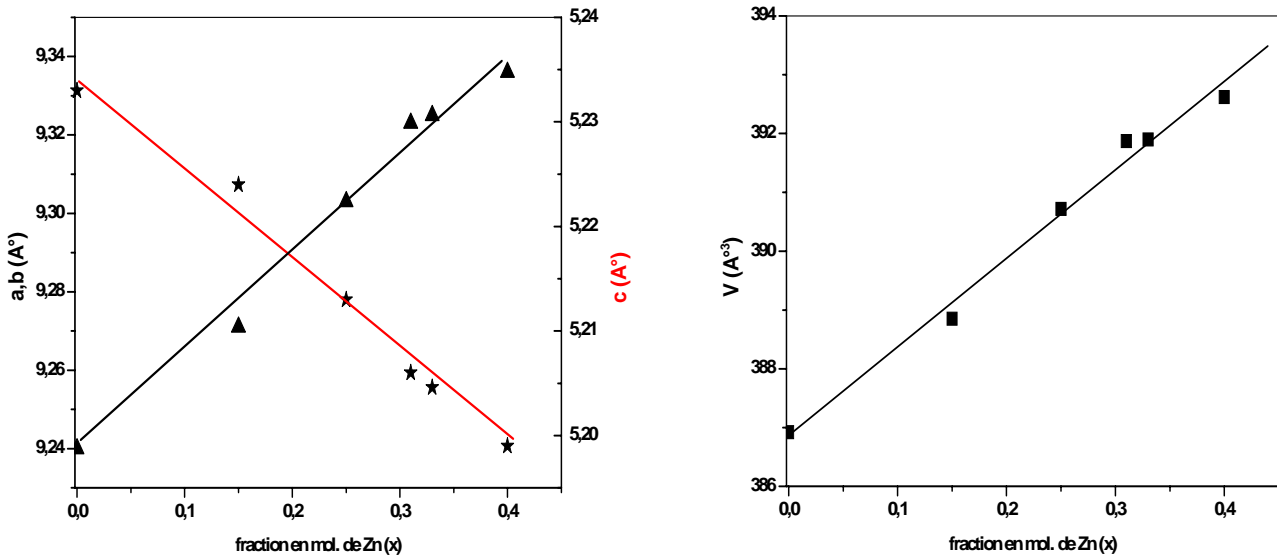 9,34
9,32
9,30
9,28
9,26
9,24
a,b (A°)
0,0 0,1 0,2 0,3 0,4
fraction en mol. de Zn (x)
5,24
5,23
5,22
5,21
5,20
c (A°)
394
392
390
388
386
V (A°³)
0,0 0,1 0,2 0,3 0,4
fraction en mol. de Zn (x)